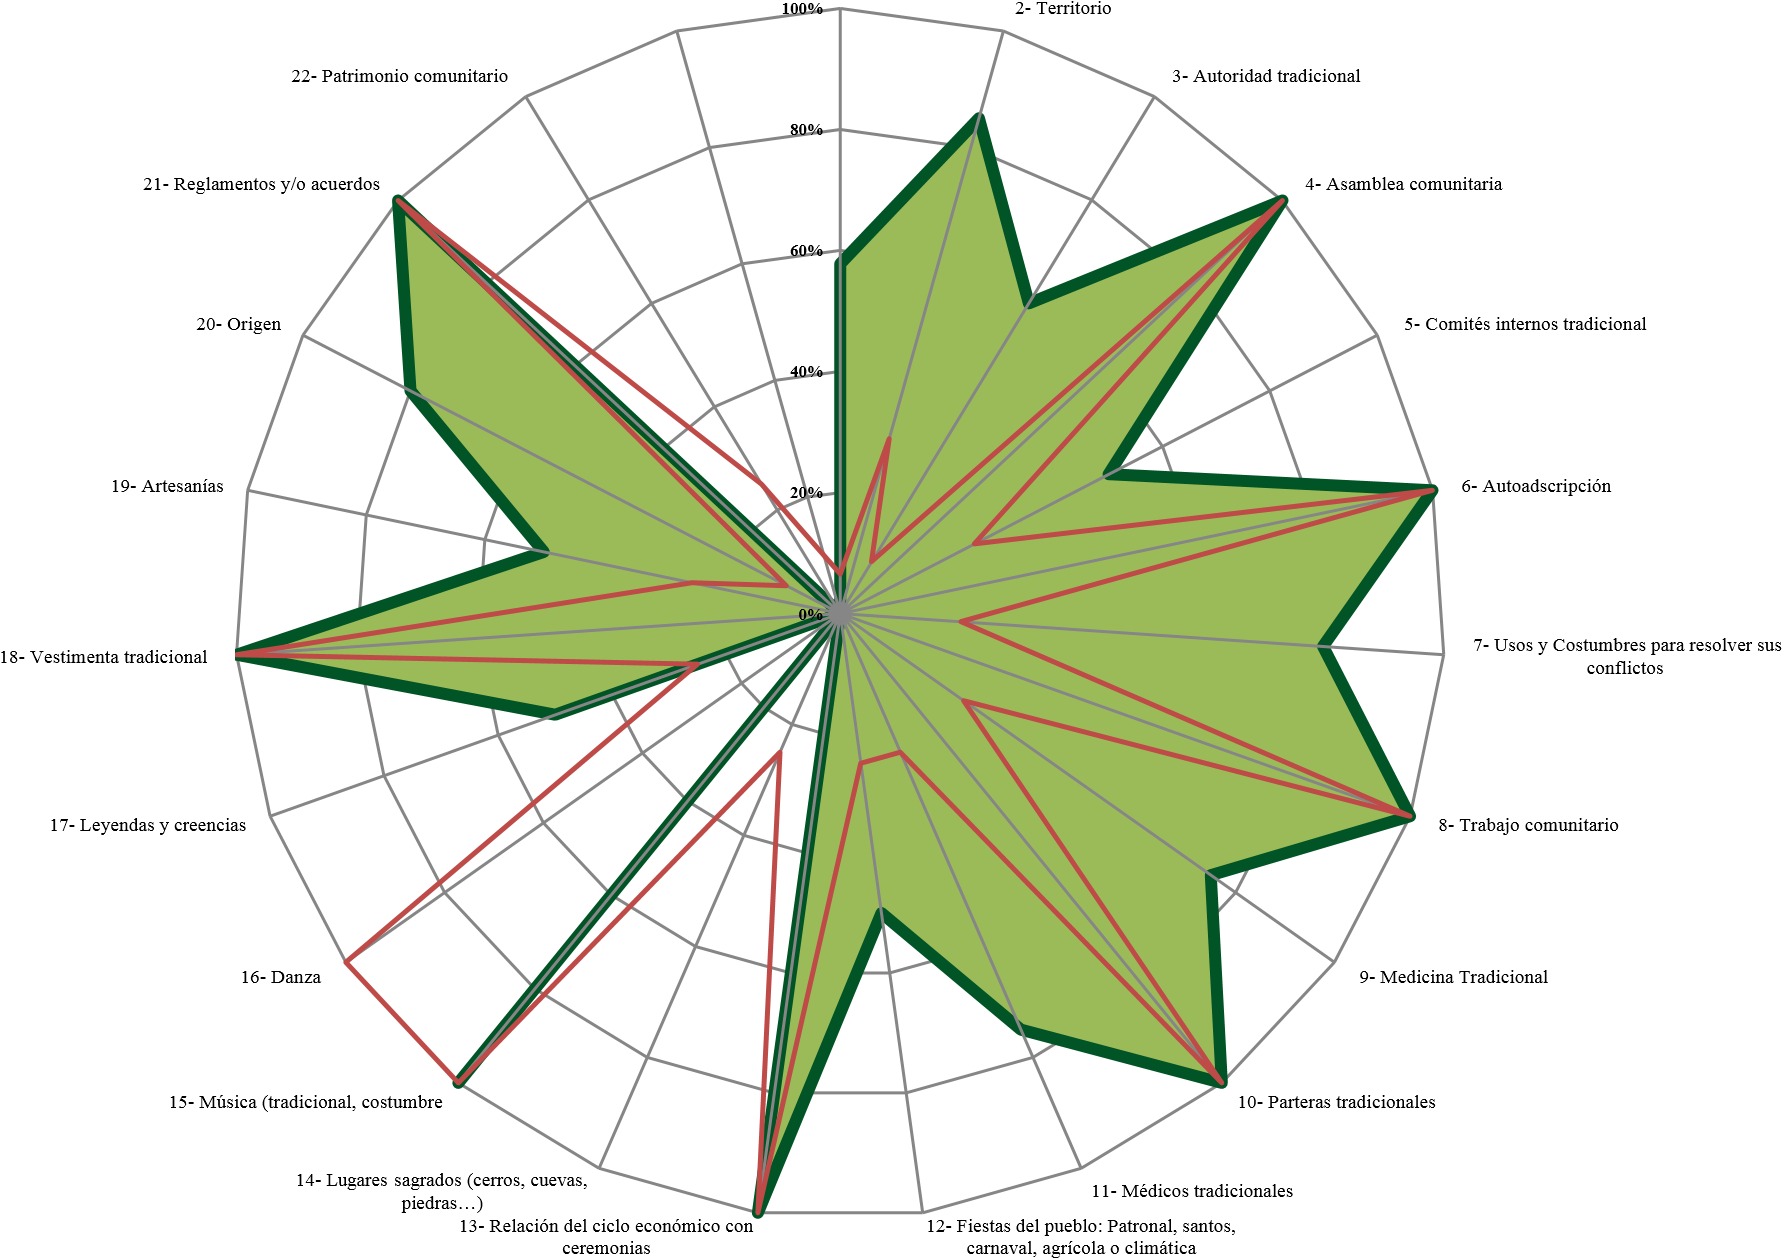 100%
80%
60%
40%
20%
0%
2- Territorio
3- Autoridad tradicional
4- Asamblea comunitaria
5- Comités internos tradicional
6- Autoadscripción
7- Usos y Costumbres para resolver sus
conflictos
8- Trabajo comunitario
9- Medicina Tradicional
10- Parteras tradicionales
11- Médicos tradicionales
12- Fiestas del pueblo: Patronal, santos,
carnaval, agrícola o climática
13- Relación del ciclo económico con
ceremonias
14- Lugares sagrados (cerros, cuevas,
piedras…)
15- Música (tradicional, costumbre
16- Danza
17- Leyendas y creencias
18- Vestimenta tradicional
19- Artesanías
20- Origen
21- Reglamentos y/o acuerdos
22- Patrimonio comunitario